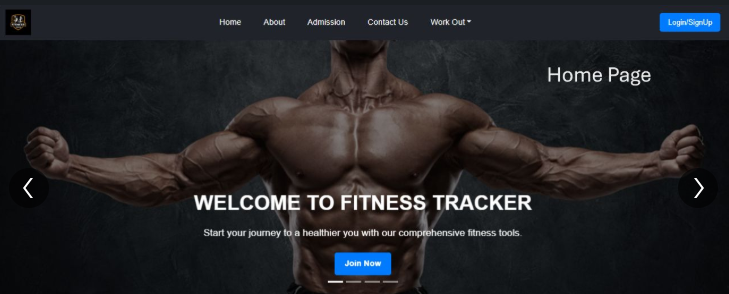 Home About Admission Contact Us Work Out Login/SignUp
Home Page
WELCOME TO FITNESS TRACKER
Start your journey to a healthier you with our comprehensive fitness tools.
Join Now